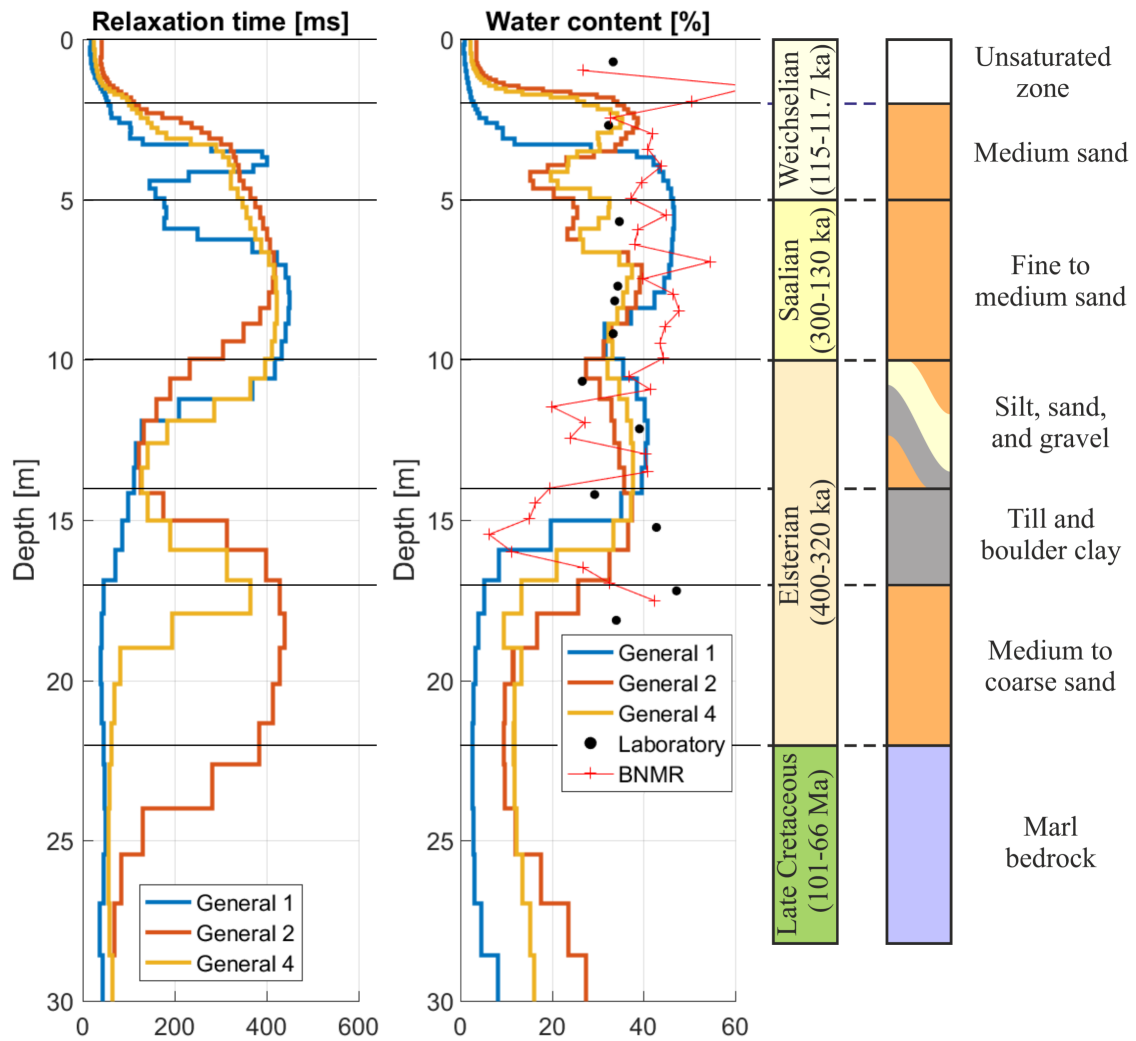 Relaxation time [ms]
Water content [%]
0
5
10
15
20
25
30
Depth [m]
0
200
400
600
General 1
General 2
General 4
0
5
10
15
20
25
30
Depth [m]
0
20
40
60
General 1
General 2
General 4
Laboratory
BNMR
Weichselian
(115-11.7 ka)
Saalian
(300-130 ka)
Elsterian
(400-320 ka)
Late Cretaceous
(101-66 Ma)
Unsaturated
zone
Medium sand
Fine to
medium sand
Silt, sand,
and gravel
Till and
boulder clay
Medium to
coarse sand
Marl
bedrock